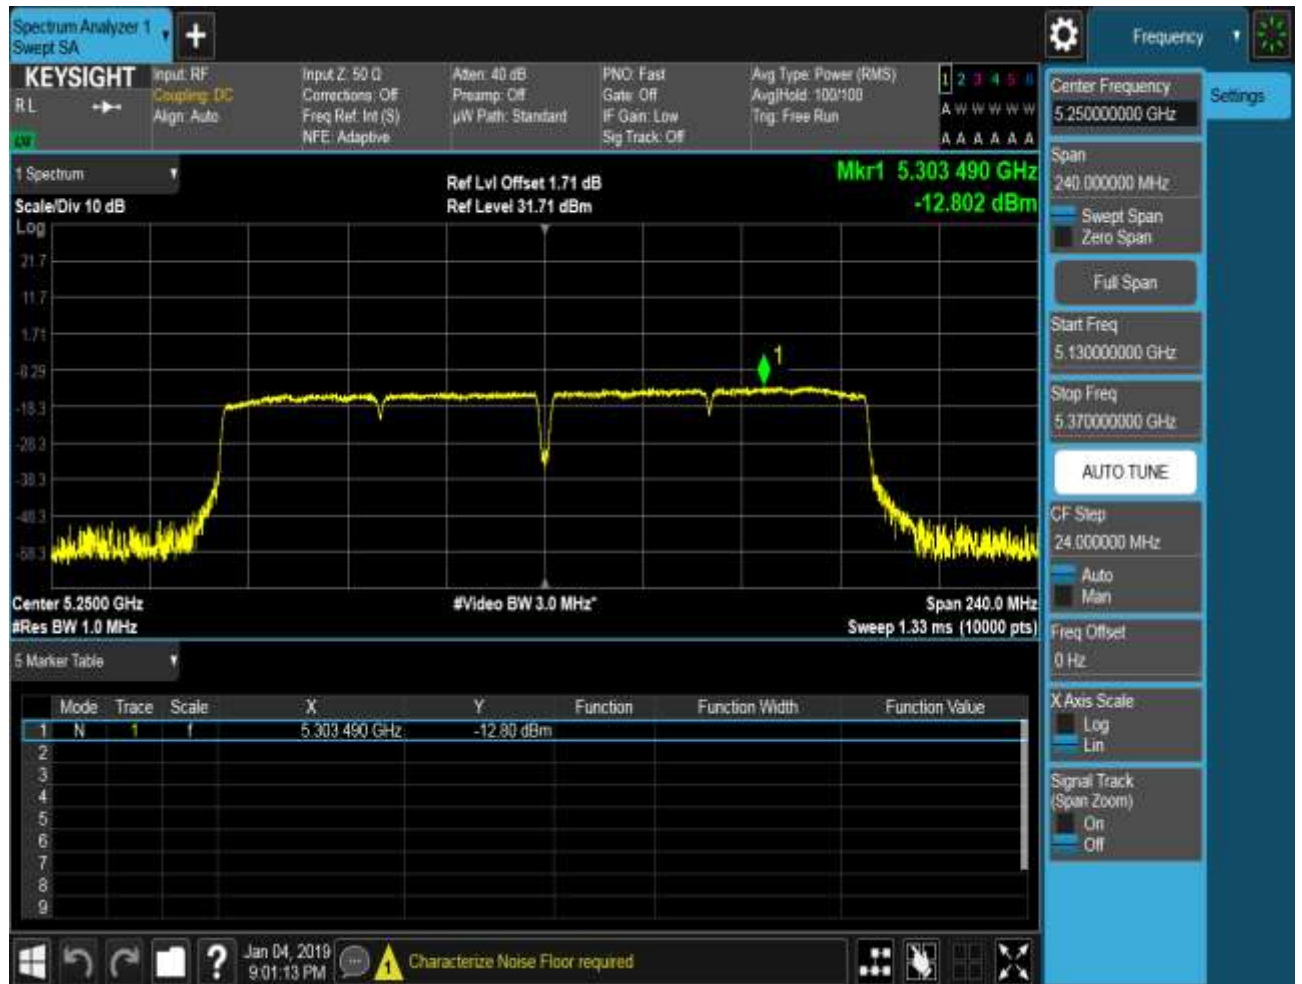 Spectrum Analyzer 1
Swept SA
Frequency
KEYSIGHT
RL
Input: RF
Coupling: DC
Align: Auto
Input Z: 50 Ω
Corrections: Off
Freq Ref: Int (S)
NFE: Adaptive
Atten: 40 dB
Preamp: Off
µW Path: Standard
PNO: Fast
Gate: Off
IF Gain: Low
Sig Track: Off
Avg Type: Power (RMS)
Avg|Hold: 100/100
Trig: Free Run
1 2 3 4 5 6
A W W W W W
A A A A A A
Center Frequency
5.250000000 GHz
Settings
Span
240.000000 MHz
Swept Span
Zero Span
Full Span
Start Freq
5.130000000 GHz
Stop Freq
5.370000000 GHz
AUTO TUNE
CF Step
24.000000 MHz
Auto
Man
Freq Offset
0 Hz
X Axis Scale
Log
Lin
Signal Track
(Span Zoom)
On
Off
1 Spectrum
Scale/Div 10 dB
Log
Ref Lvl Offset 1.71 dB
Ref Level 31.71 dBm
Mkr1 5.303 490 GHz
-12.802 dBm
21.7
11.7
1.71
-8.29
-18.3
-28.3
-38.3
-48.3
-58.3
1
Center 5.2500 GHz
#Res BW 1.0 MHz
#Video BW 3.0 MHz*
Span 240.0 MHz
Sweep 1.33 ms (10000 pts)
5 Marker Table
Mode Trace Scale X Y Function Function Width Function Value
1 N 1 f 5.303 490 GHz -12.80 dBm
2
3
4
5
6
7
8
9
?
Jan 04, 2019
9:01:13 PM
1
Characterize Noise Floor required